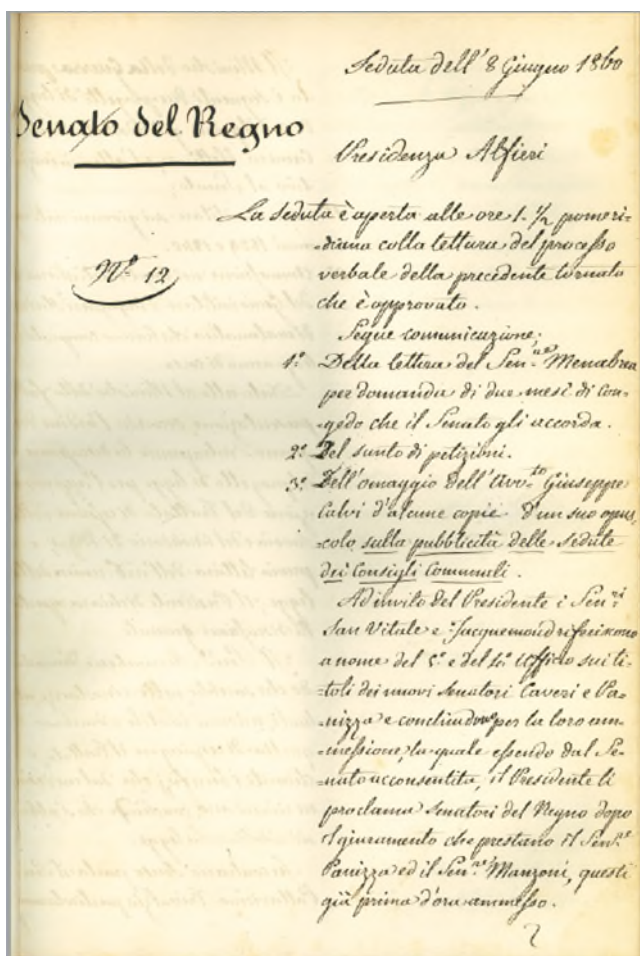 Seduta dell'8 Giugno 1860
Senato del Regno
Presidenza Alfieri
N.º 12
La Seduta è aperta alle ore 1. 1/2 pomeri-
=diana colla lettura del processo
verbale della precedente tornata
che è approvato.
Segue comunicazione:
1.º Della lettura del Sen.re Menabrea
per domanda di due mesi di con-
=gedo che il Senato gli accorda.
2.º Del sunto di petizioni.
3.º Dell'omaggio dell'Avv.to Giuseppe
Calvi d'alcune copie d'un suo opus-
=colo sulla pubblicità delle sedute
dei Consigli Comunali.
Ad invito del Presidente i Sen.ri
San Vitale e Jacquemoud riferiscono
a nome del 5.º e del Uffizio sui ti-
=toli dei nuovi Senatori Caveri e Pa-
=nizza e conchiudono per la loro am-
=messione, la quale essendo dal Se-
=nato acconsentita, il Presidente li
proclama Senatori del Regno dopo
il giuramento che prestano il Sen.re
Panizza ed il Sen.re Manzoni, questi
già prima d'ora ammesso.